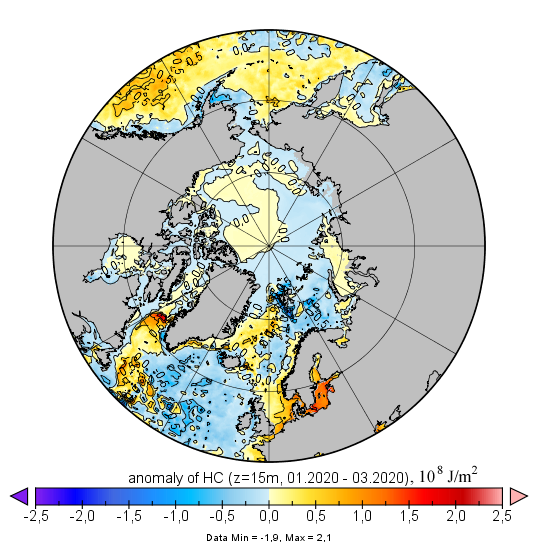 anomaly of HC (z=15m, 01.2020 - 03.2020), 10⁸ J/m²
-2,5 -2,0 -1,5 -1,0 -0,5 0,0 0,5 1,0 1,5 2,0 2,5
Data Min = -1,9, Max = 2,1